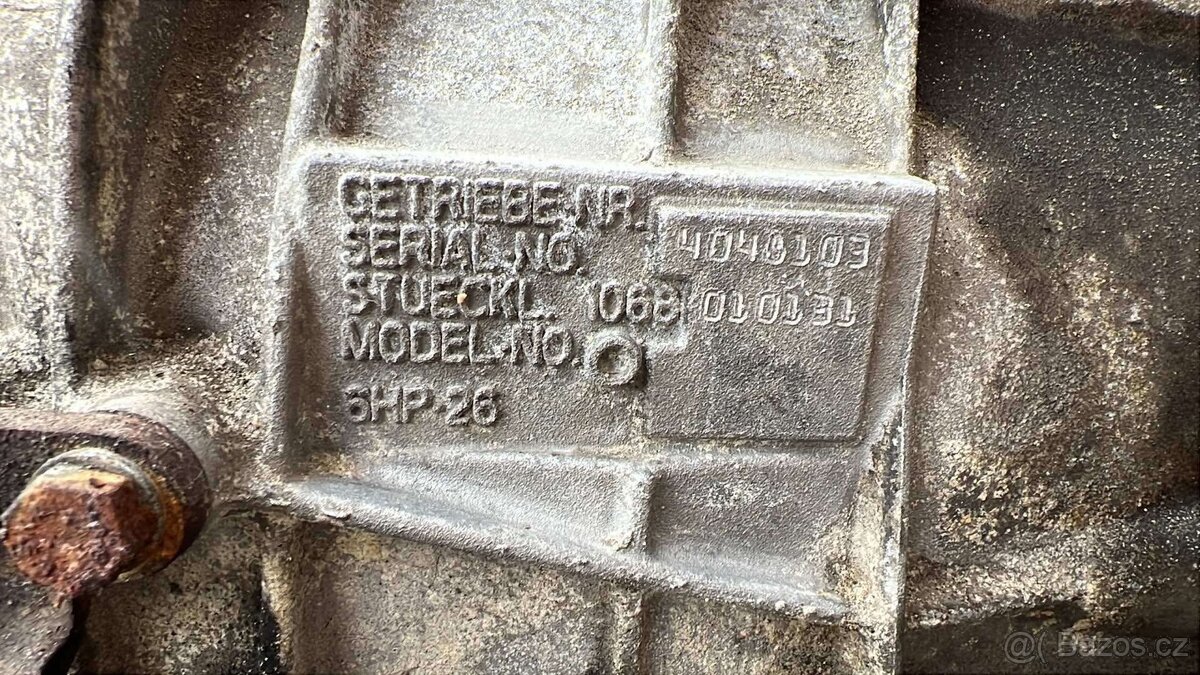 GETRIEBE-NR.
SERIAL-NO. 4049103
STUECKL. 1068 010131
MODEL-NO.
6HP-26
@( Bazos.cz